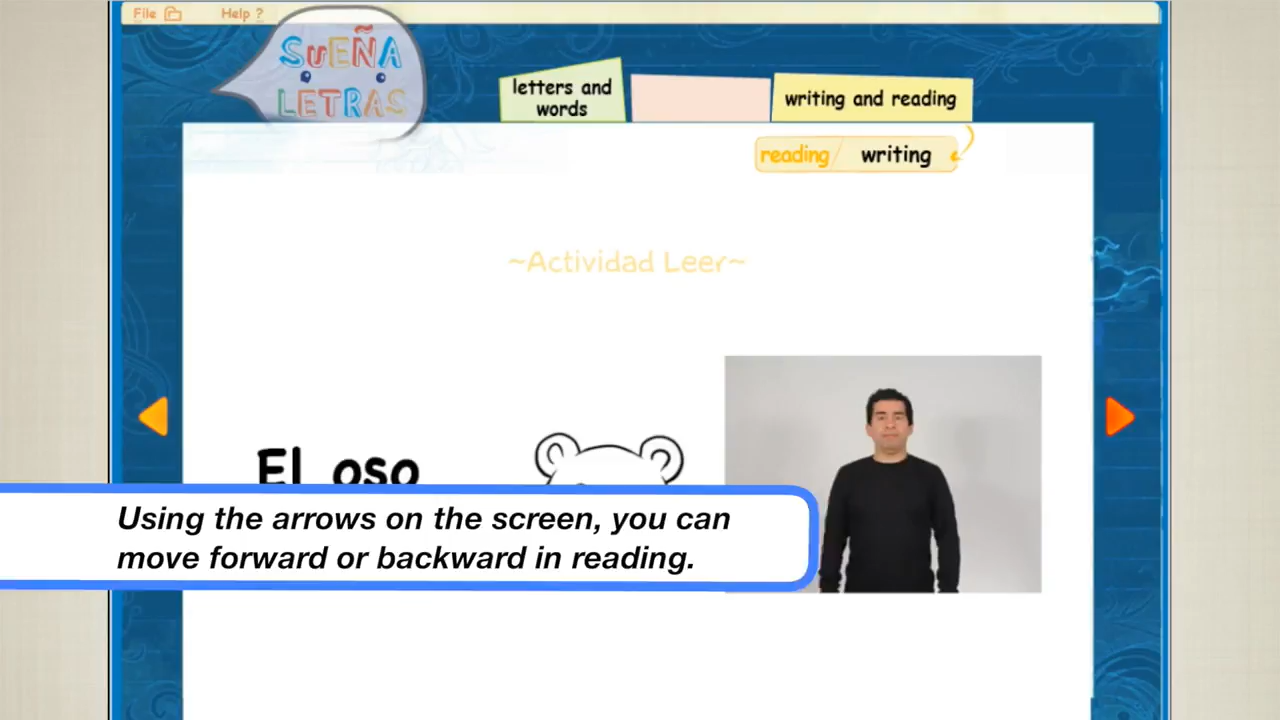 File Help ?
SUEÑA
LETRAS
letters and
words
writing and reading
reading / writing
~Actividad Leer~
El oso
Using the arrows on the screen, you can
move forward or backward in reading.